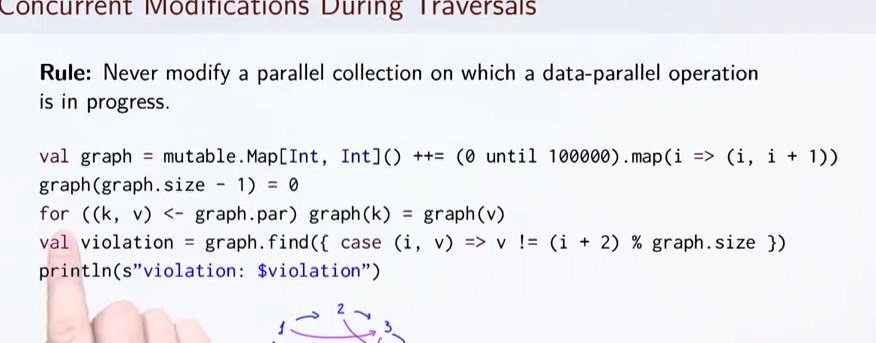 Concurrent Modifications During Traversals
Rule: Never modify a parallel collection on which a data-parallel operation
is in progress.
val graph = mutable.Map[Int, Int]() ++= (0 until 100000).map(i => (i, i + 1))
graph(graph.size - 1) = 0
for ((k, v) <- graph.par) graph(k) = graph(v)
val violation = graph.find({ case (i, v) => v != (i + 2) % graph.size })
println(s”violation: $violation”)
1 2 3